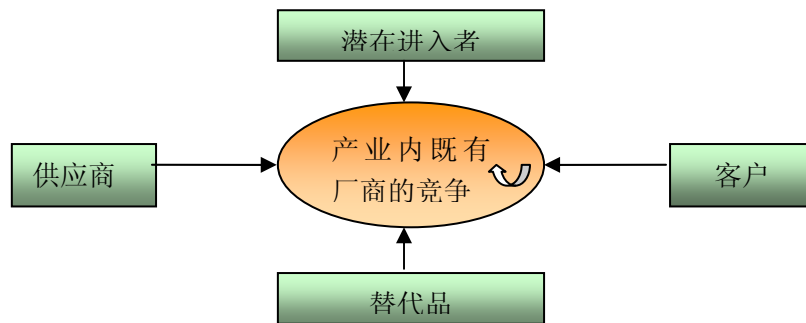 潜在进入者
供应商
产业内既有
厂商的竞争
客户
替代品